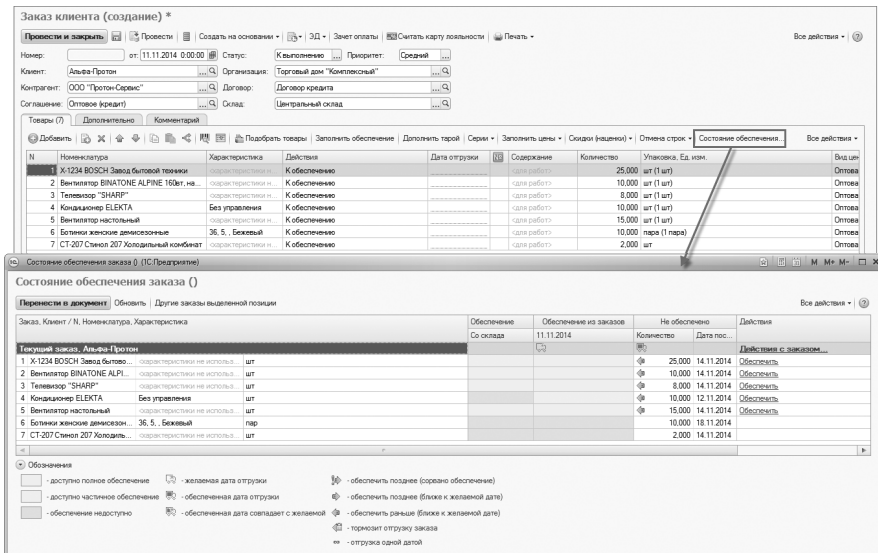 Заказ клиента (создание) *
Провести и закрыть Провести Создать на основании ЭД Зачет оплаты Считать карту лояльности Печать Все действия
Номер: от: 11.11.2014 0:00:00 Статус: К выполнению ... Приоритет: Средний ...
Клиент: Альфа-Протон ... Организация: Торговый дом "Комплексный" ...
Контрагент: ООО "Протон-Сервис" ... Договор: Договор кредита ...
Соглашение: Оптовое (кредит) ... Склад: Центральный склад ...
Товары (7) Дополнительно Комментарий
Добавить Подобрать товары Заполнить обеспечение Дополнить тарой Серии Заполнить цены Скидки (наценки) Отмена строк Состояние обеспечения... Все действия
N Номенклатура Характеристика Действия Дата отгрузки Содержание Количество Упаковка, Ед. изм. Вид цен
1 X-1234 BOSCH Завод бытовой техники <характеристики н... К обеспечению <для работ> 25,000 шт (1 шт) Оптова
2 Вентилятор BINATONE ALPINE 160вт, на... <характеристики н... К обеспечению <для работ> 10,000 шт (1 шт) Оптова
3 Телевизор "SHARP" <характеристики н... К обеспечению <для работ> 8,000 шт (1 шт) Оптова
4 Кондиционер ELEKTA Без управления К обеспечению <для работ> 10,000 шт (1 шт) Оптова
5 Вентилятор настольный <характеристики н... К обеспечению <для работ> 15,000 шт (1 шт) Оптова
6 Ботинки женские демисезонные 36, 5, , Бежевый К обеспечению <для работ> 10,000 пара (1 пара) Оптова
7 СТ-207 Стинол 207 Холодильный комбинат <характеристики н... К обеспечению <для работ> 2,000 шт Оптова
Состояние обеспечения заказа () (1С:Предприятие) M M+ M-
Состояние обеспечения заказа ()
Перенести в документ Обновить Другие заказы выделенной позиции Все действия
Заказ, Клиент / N, Номенклатура, Характеристика Обеспечение Обеспечение из заказов Не обеспечено Действия
Со склада 11.11.2014 Количество Дата пос...
Текущий заказ, Альфа-Протон Действия с заказом...
1 X-1234 BOSCH Завод бытово... <характеристики не использ... шт 25,000 14.11.2014 Обеспечить
2 Вентилятор BINATONE ALPI... <характеристики не использ... шт 10,000 14.11.2014 Обеспечить
3 Телевизор "SHARP" <характеристики не использ... шт 8,000 14.11.2014 Обеспечить
4 Кондиционер ELEKTA Без управления шт 10,000 12.11.2014 Обеспечить
5 Вентилятор настольный <характеристики не использ... шт 15,000 14.11.2014 Обеспечить
6 Ботинки женские демисезон... 36, 5, , Бежевый пар 10,000 18.11.2014
7 СТ-207 Стинол 207 Холодиль... <характеристики не использ... шт 2,000 14.11.2014
Обозначения
- доступно полное обеспечение - желаемая дата отгрузки - обеспечить позднее (сорвано обеспечение)
- доступно частичное обеспечение - обеспеченная дата отгрузки - обеспечить позднее (ближе к желаемой дате)
- обеспечение недоступно - обеспеченная дата совпадает с желаемой - обеспечить раньше (ближе к желаемой дате)
- тормозит отгрузку заказа
- отгрузка одной датой